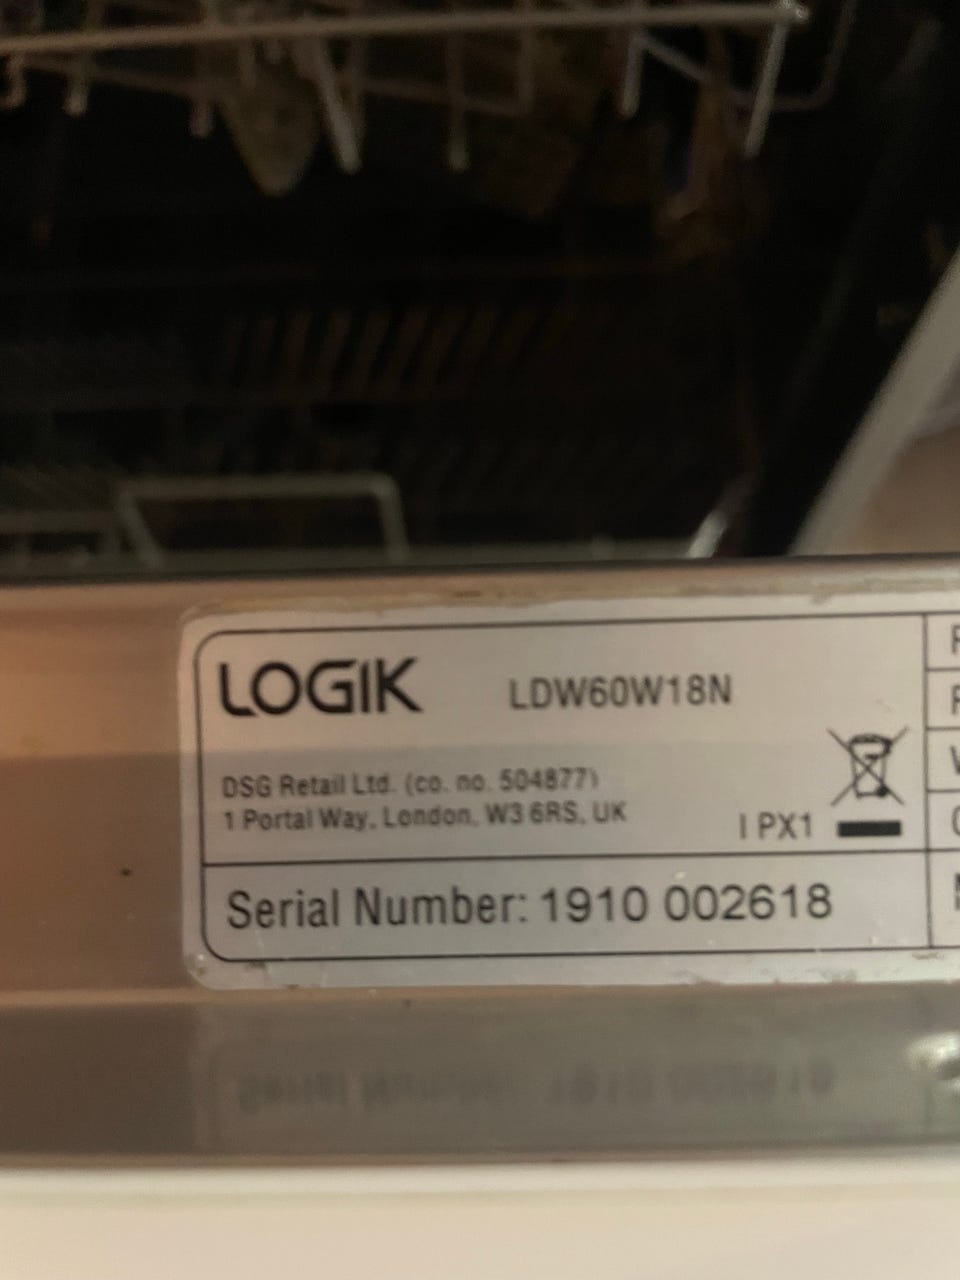 LOGIK
LDW60W18N
DSG Retail Ltd. (co. no. 504877)
1 Portal Way, London, W3 6RS, UK
I PX1
Serial Number: 1910 002618